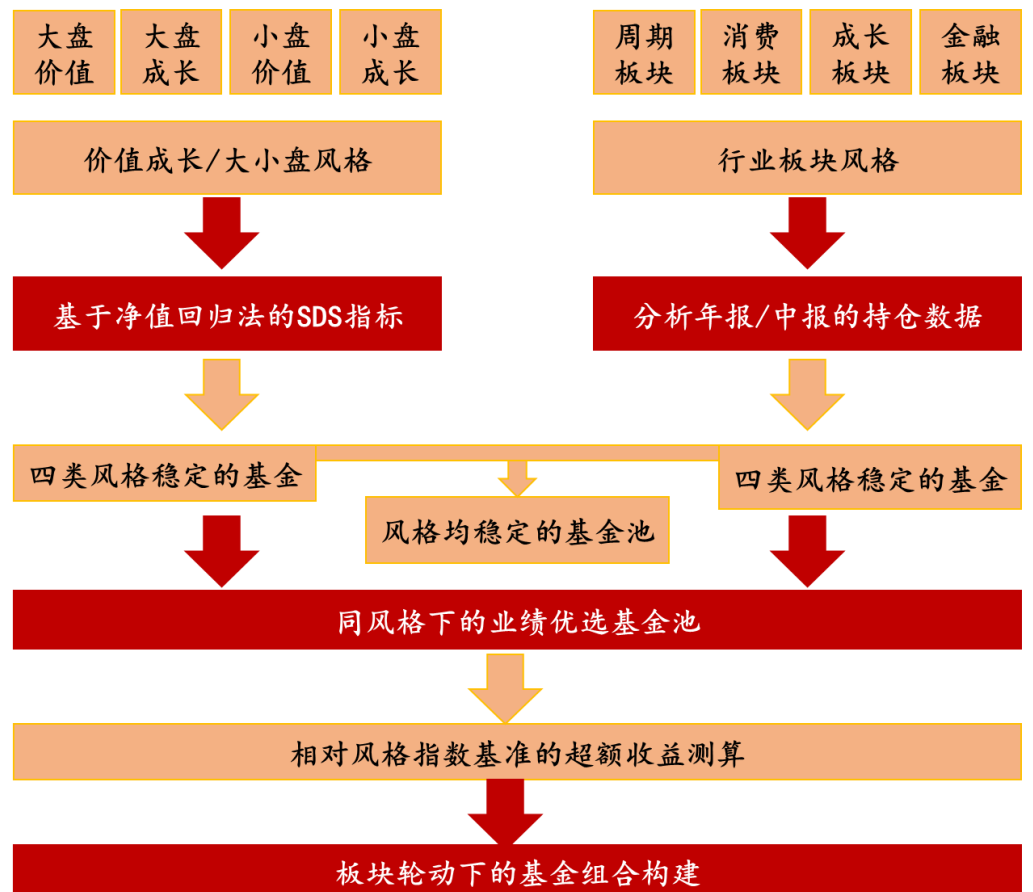 大盘
价值
大盘
成长
小盘
价值
小盘
成长
周期
板块
消费
板块
成长
板块
金融
板块
价值成长/大小盘风格
行业板块风格
基于净值回归法的SDS指标
分析年报/中报的持仓数据
四类风格稳定的基金
四类风格稳定的基金
风格均稳定的基金池
同风格下的业绩优选基金池
相对风格指数基准的超额收益测算
板块轮动下的基金组合构建